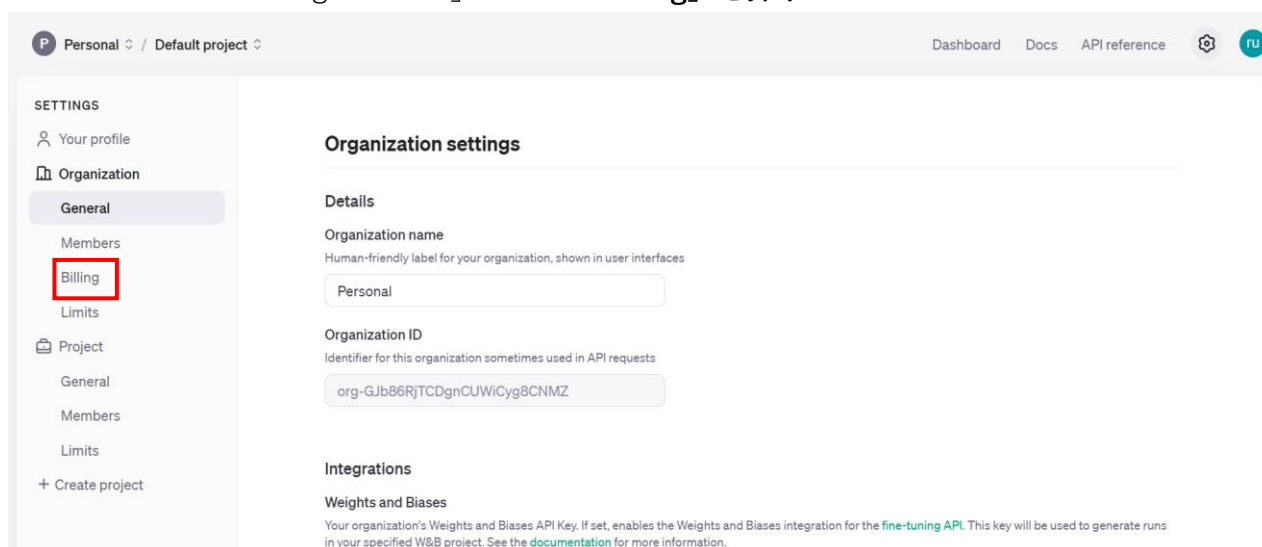 Personal / Default project
Dashboard Docs API reference
ru
P
SETTINGS
Your profile
Organization
General
Members
Billing
Limits
Project
General
Members
Limits
+ Create project
Organization settings
Details
Organization name
Human-friendly label for your organization, shown in user interfaces
Personal
Organization ID
Identifier for this organization sometimes used in API requests
org-GJb86RjTCDgnCUWiCyg8CNMZ
Integrations
Weights and Biases
Your organization's Weights and Biases API Key. If set, enables the Weights and Biases integration for the fine-tuning API. This key will be used to generate runs
in your specified W&B project. See the documentation for more information.